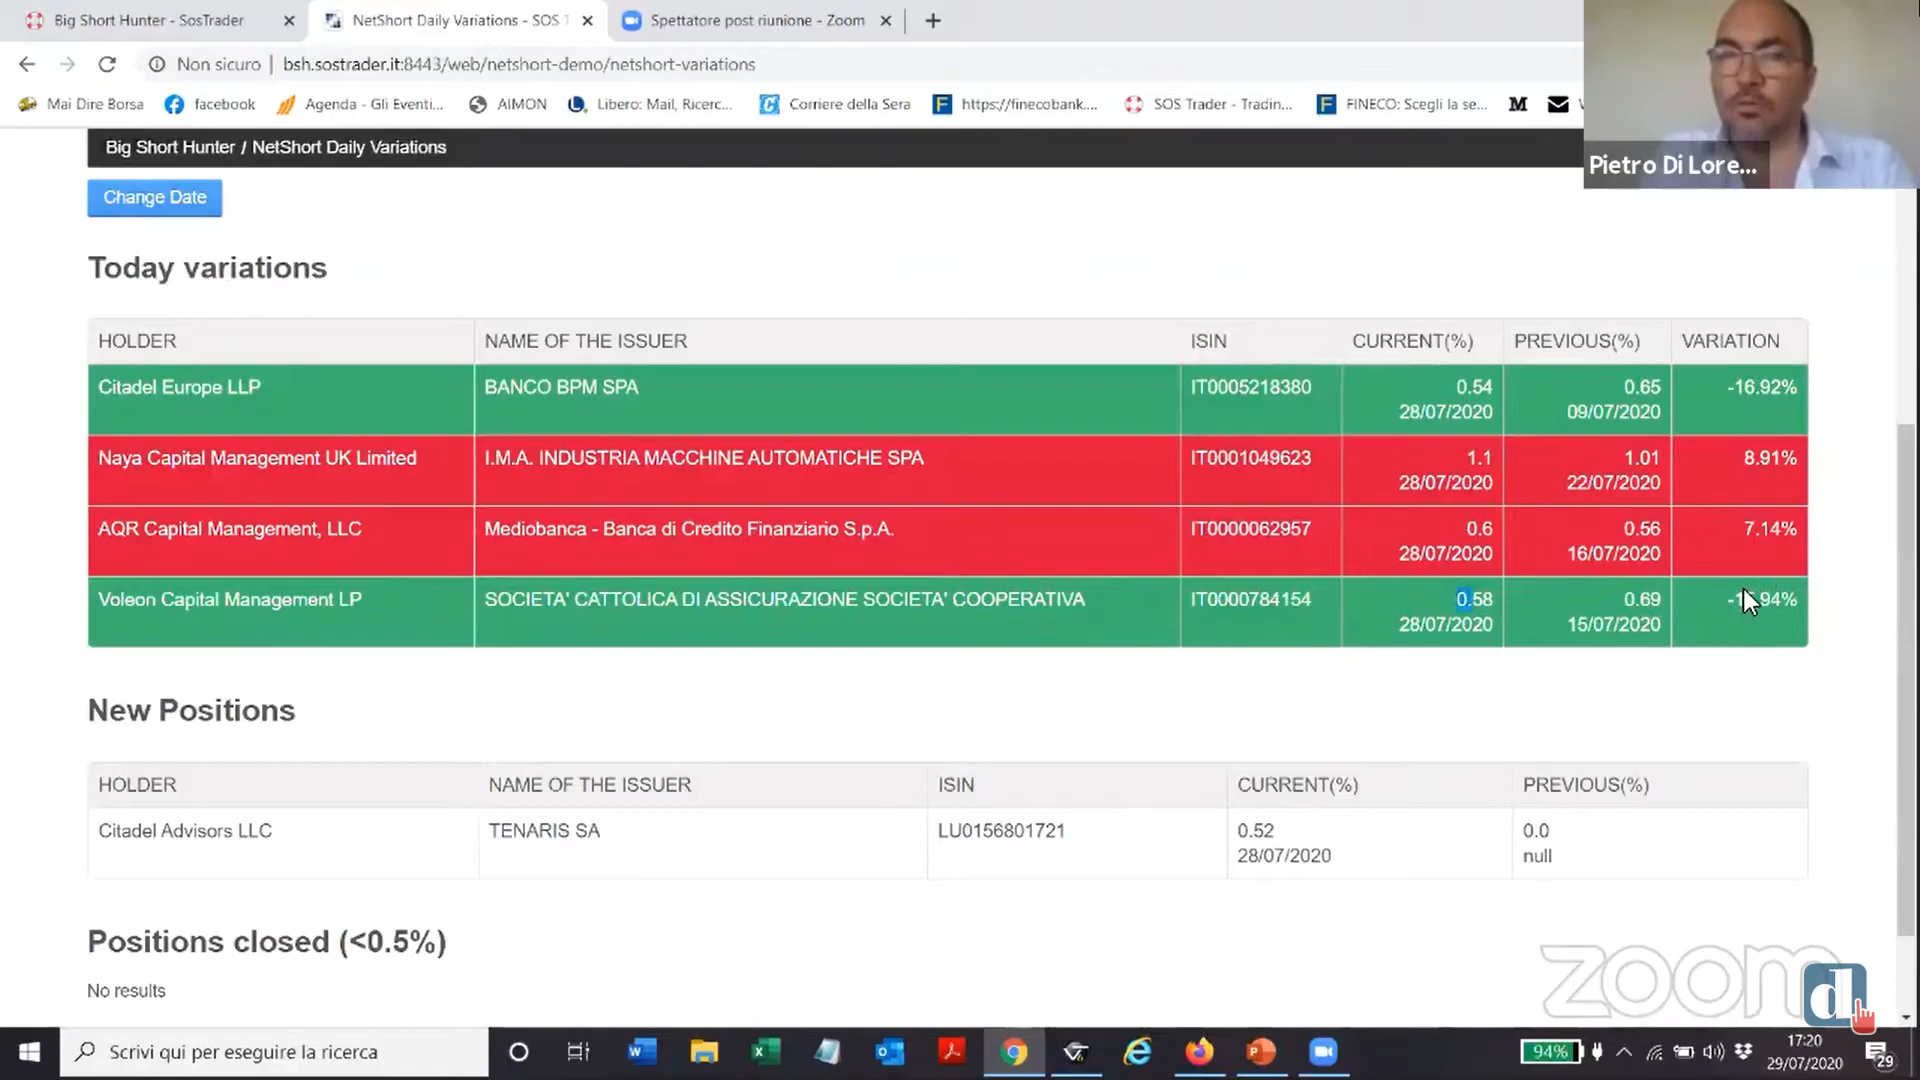 Big Short Hunter - SosTrader
NetShort Daily Variations - SOS T
Spettatore post riunione - Zoom
Non sicuro
bsh.sostrader.it:8443/web/netshort-demo/netshort-variations
Mai Dire Borsa
facebook
Agenda - Gli Eventi...
AIMON
Libero: Mail, Ricerc...
Corriere della Sera
https://finecobank....
SOS Trader - Tradin...
FINECO: Scegli la se...
M
Pietro Di Lore...
Big Short Hunter / NetShort Daily Variations
Change Date
Today variations
HOLDER NAME OF THE ISSUER ISIN CURRENT(%) PREVIOUS(%) VARIATION
Citadel Europe LLP BANCO BPM SPA IT0005218380 0.54 0.65 -16.92%
28/07/2020 09/07/2020
Naya Capital Management UK Limited I.M.A. INDUSTRIA MACCHINE AUTOMATICHE SPA IT0001049623 1.1 1.01 8.91%
28/07/2020 22/07/2020
AQR Capital Management, LLC Mediobanca - Banca di Credito Finanziario S.p.A. IT0000062957 0.6 0.56 7.14%
28/07/2020 16/07/2020
Voleon Capital Management LP SOCIETA' CATTOLICA DI ASSICURAZIONE SOCIETA' COOPERATIVA IT0000784154 0.58 0.69
28/07/2020 15/07/2020
New Positions
HOLDER NAME OF THE ISSUER ISIN CURRENT(%) PREVIOUS(%)
Citadel Advisors LLC TENARIS SA LU0156801721 0.52 0.0
28/07/2020 null
Positions closed (<0.5%)
No results
zoom
d
Scrivi qui per eseguire la ricerca
94%
17:20
29/07/2020
29